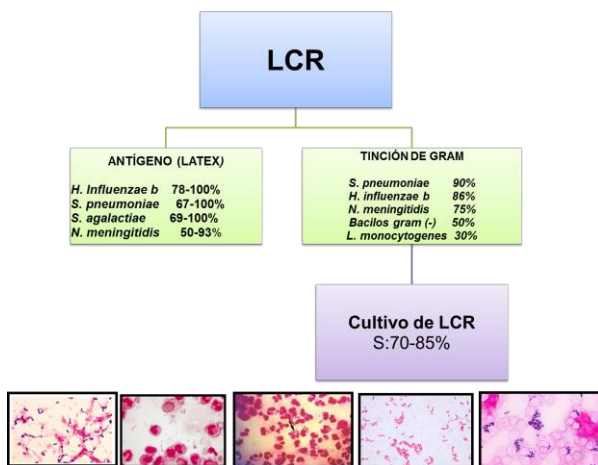 LCR
ANTÍGENO (LATEX)
H. Influenzae b 78-100%
S. pneumoniae 67-100%
S. agalactiae 69-100%
N. meningitidis 50-93%
TINCIÓN DE GRAM
S. pneumoniae 90%
H. influenzae b 86%
N. meningitidis 75%
Bacilos gram (-) 50%
L. monocytogenes 30%
Cultivo de LCR
S:70-85%